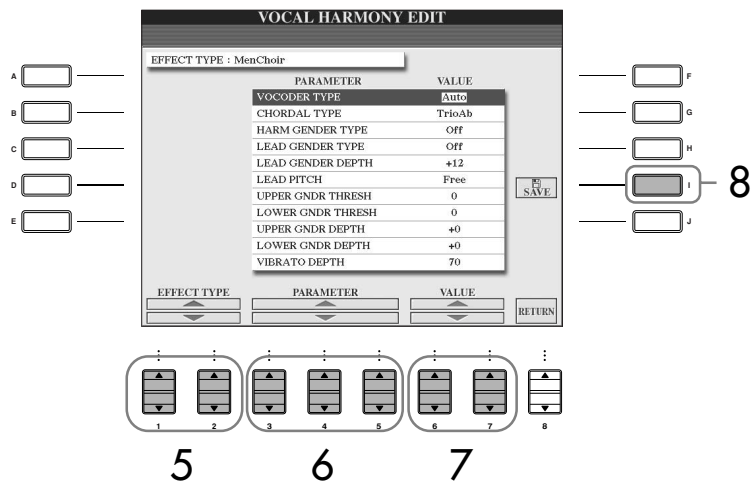 VOCAL HARMONY EDIT
EFFECT TYPE : MenChoir
PARAMETER VALUE
VOCODER TYPE Auto
CHORDAL TYPE TrioAb
HARM GENDER TYPE Off
LEAD GENDER TYPE Off
LEAD GENDER DEPTH +12
LEAD PITCH Free
UPPER GNDR THRESH 0
LOWER GNDR THRESH 0
UPPER GNDR DEPTH +0
LOWER GNDR DEPTH +0
VIBRATO DEPTH 70
A
B
C
D
E
F
G
H
I
J
SAVE
8
EFFECT TYPE PARAMETER VALUE
RETURN
1 2 3 4 5 6 7 8
5 6 7